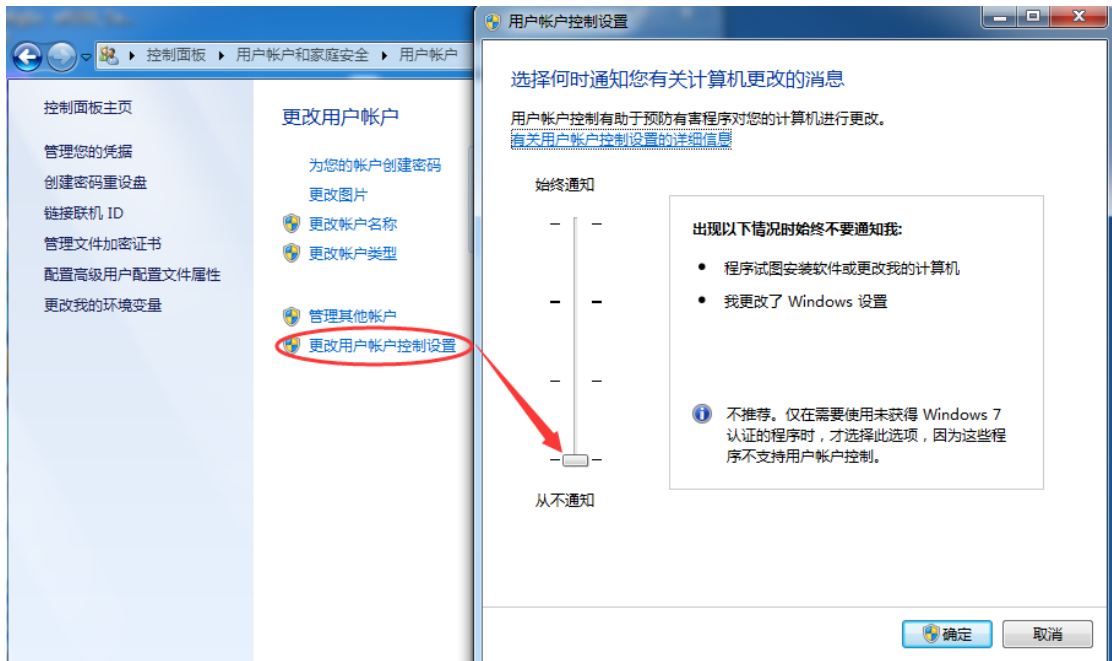 控制面板 ▸ 用户帐户和家庭安全 ▸ 用户帐户
控制面板主页
管理您的凭据
创建密码重设盘
链接联机 ID
管理文件加密证书
配置高级用户配置文件属性
更改我的环境变量
更改用户帐户
为您的帐户创建密码
更改图片
更改帐户名称
更改帐户类型
管理其他帐户
更改用户帐户控制设置
用户帐户控制设置
选择何时通知您有关计算机更改的消息
用户帐户控制有助于预防有害程序对您的计算机进行更改。
有关用户帐户控制设置的详细信息
始终通知
从不通知
出现以下情况时始终不要通知我:
程序试图安装软件或更改我的计算机
我更改了 Windows 设置
不推荐。仅在需要使用未获得 Windows 7
认证的程序时，才选择此选项，因为这些程
序不支持用户帐户控制。
确定
取消